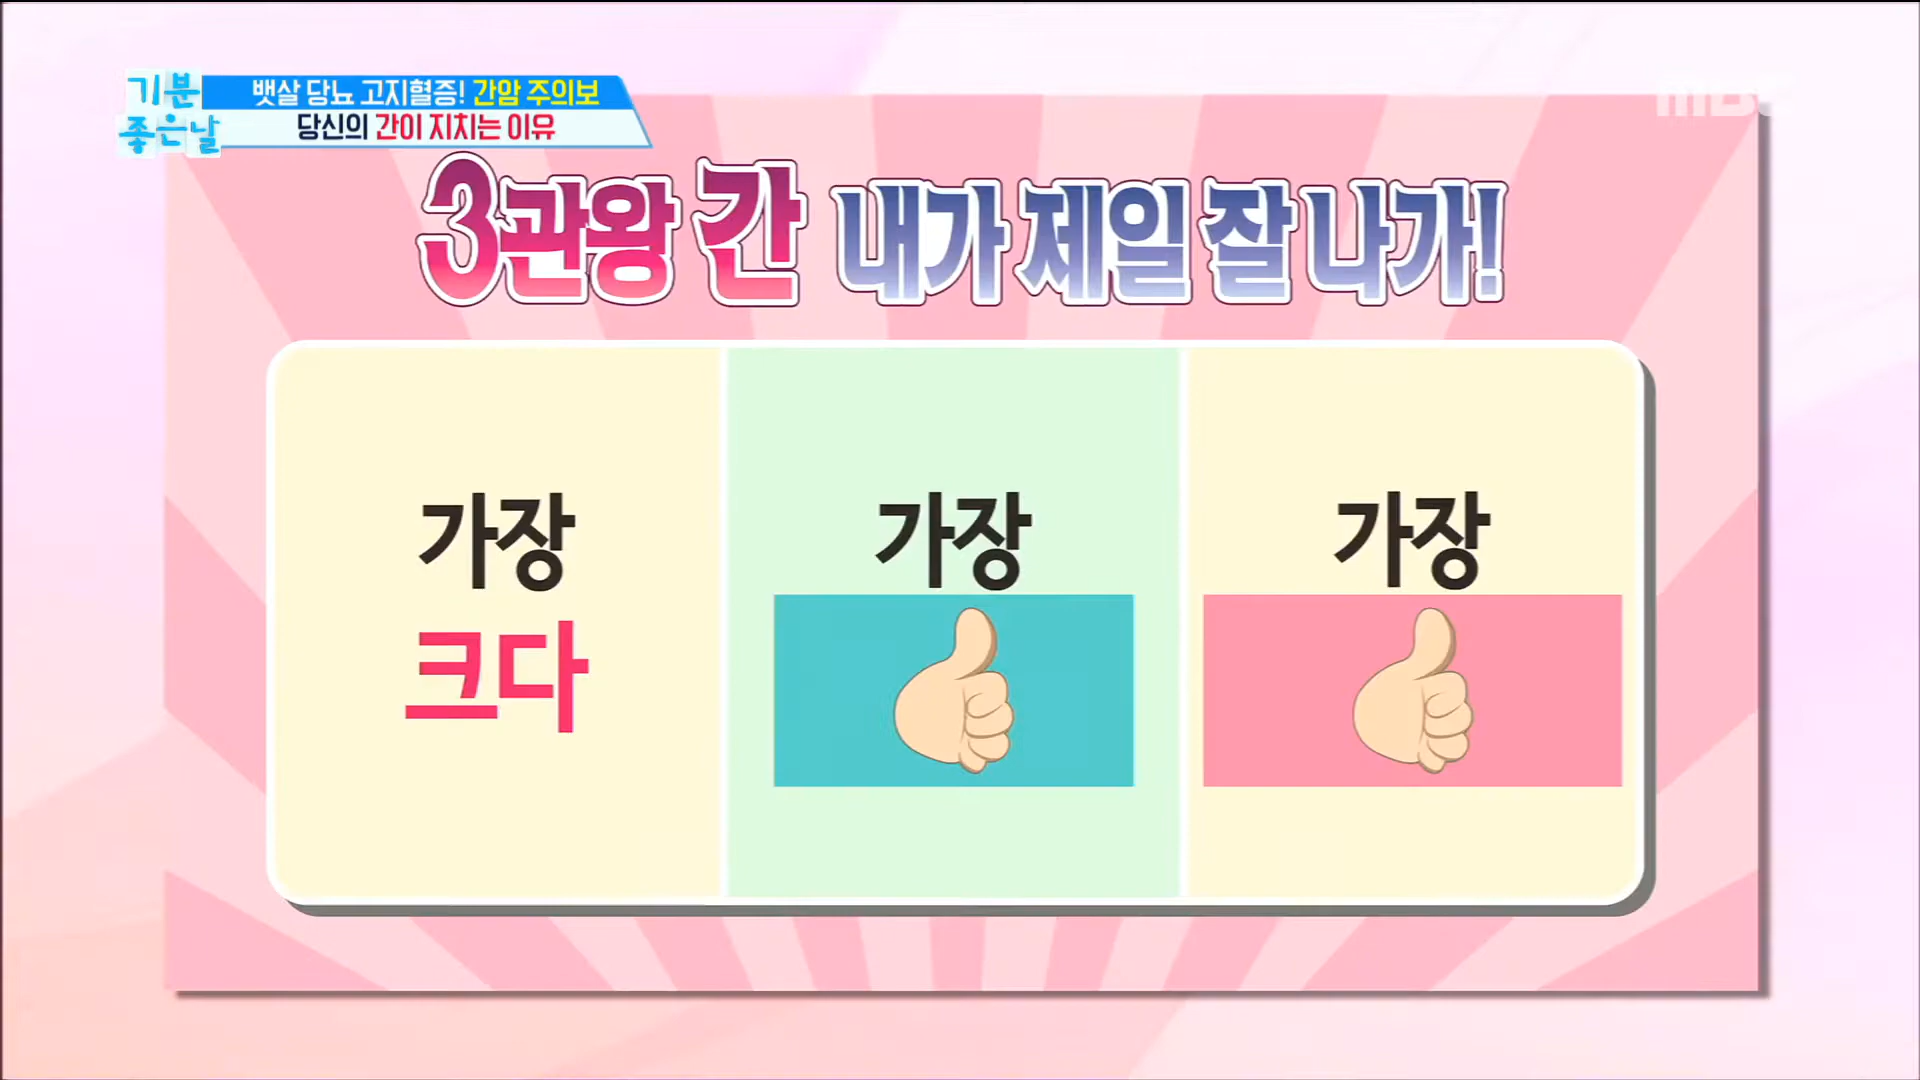 기분
좋은날
뱃살 당뇨 고지혈증! 간암 주의보
당신의 간이 지치는 이유
MBC
3관왕 간 내가 제일 잘 나가!
가장
크다
가장
가장